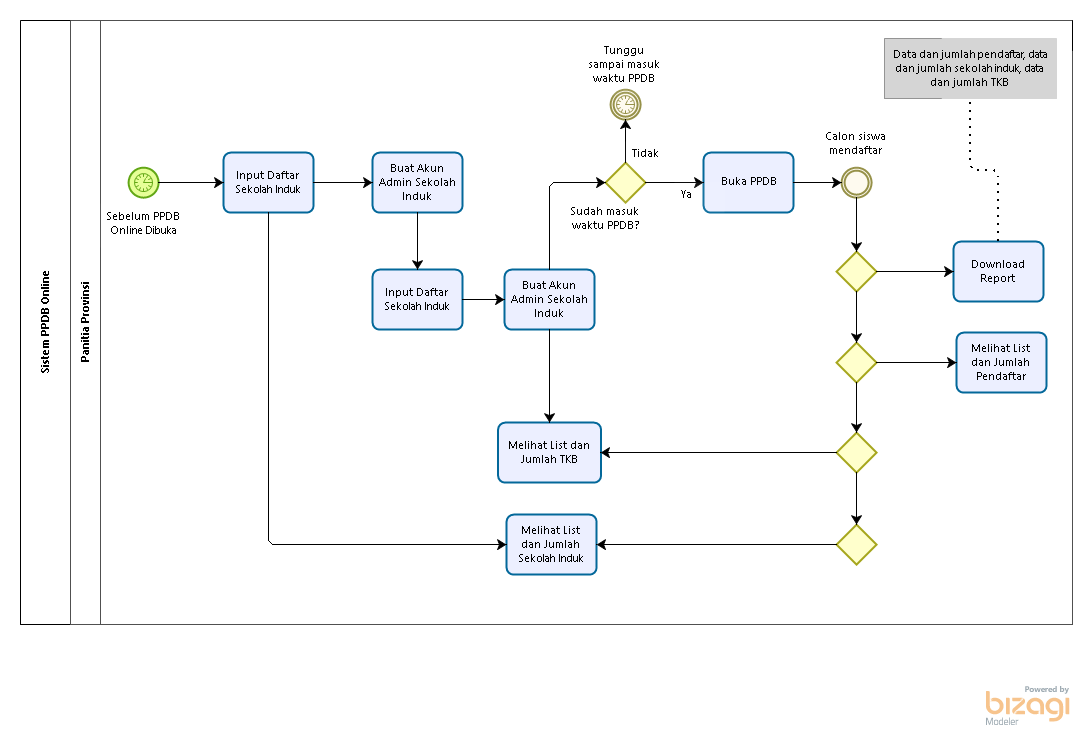 Sistem PPDB Online
Panitia Provinsi
Sebelum PPDB
Online Dibuka
Input Daftar
Sekolah Induk
Buat Akun
Admin Sekolah
Induk
Input Daftar
Sekolah Induk
Buat Akun
Admin Sekolah
Induk
Tunggu
sampai masuk
waktu PPDB
Tidak
Sudah masuk
waktu PPDB?
Ya
Buka PPDB
Calon siswa
mendaftar
Data dan jumlah pendaftar, data
dan jumlah sekolah induk, data
dan jumlah TKB
Download
Report
Melihat List
dan Jumlah
Pendaftar
Melihat List dan
Jumlah TKB
Melihat List
dan Jumlah
Sekolah Induk
Powered by
bizagi
Modeler